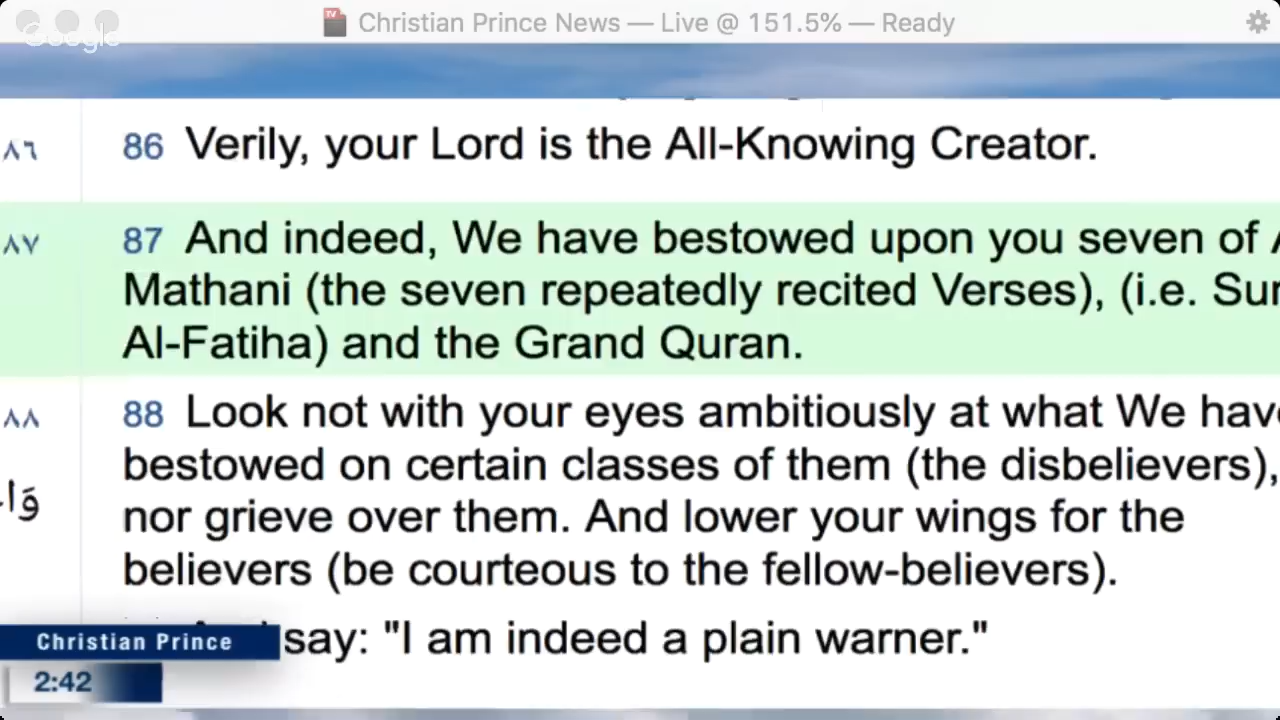 Christian Prince News — Live @ 151.5% — Ready
Google
٨٦ 86 Verily, your Lord is the All-Knowing Creator.
٨٧ 87 And indeed, We have bestowed upon you seven of
Mathani (the seven repeatedly recited Verses), (i.e.
Al-Fatiha) and the Grand Quran.
٨٨ 88 Look not with your eyes ambitiously at what We
bestowed on certain classes of them (the disbelievers),
nor grieve over them. And lower your wings for the
believers (be courteous to the fellow-believers).
say: "I am indeed a plain warner."
Christian Prince
2:42